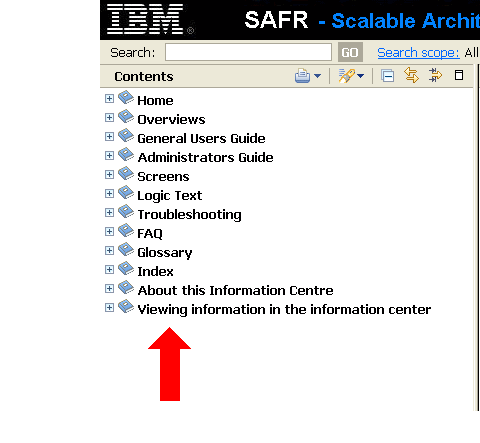 IBM® SAFR - Scalable Archit
Search: GO Search scope: All
Contents
Home
Overviews
General Users Guide
Administrators Guide
Screens
Logic Text
Troubleshooting
FAQ
Glossary
Index
About this Information Centre
Viewing information in the information center